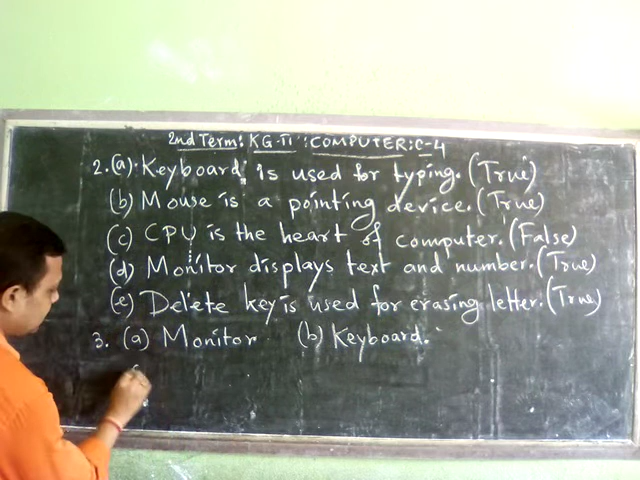 2nd Term: KG-II : COMPUTER: C-4
2. (a). Keyboard is used for typing. (True)
(b) Mouse is a pointing device. (True)
(c) CPU is the heart of computer. (False)
(d) Monitor displays text and number. (True)
(e) Delete key is used for erasing letter. (True)
3. (a) Monitor (b) Keyboard.